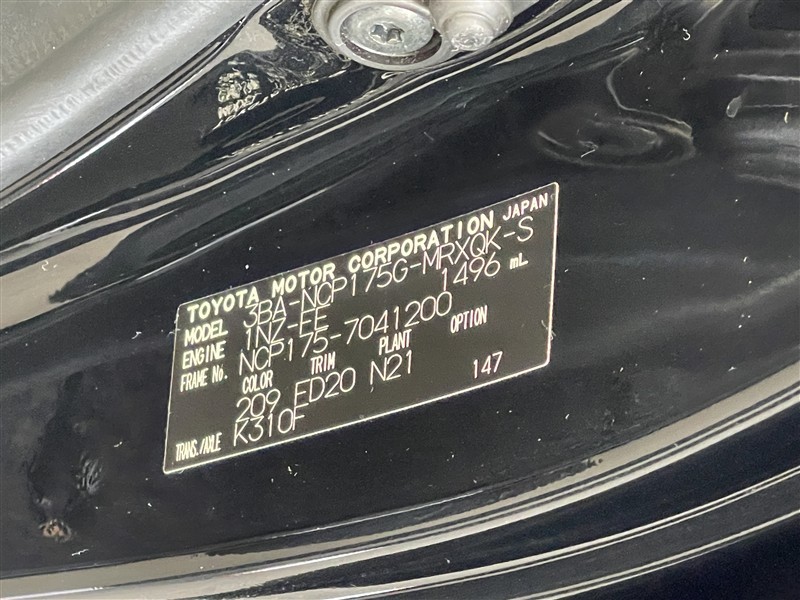 TOYOTA MOTOR CORPORATION JAPAN
MODEL 3BA-NCP175G-MRXQK-S
ENGINE 1NZ-FE 1496 mL
FRAME No. NCP175-7041200
COLOR TRIM PLANT OPTION
209 FD20 N21 147
TRANS./AXLE K310F